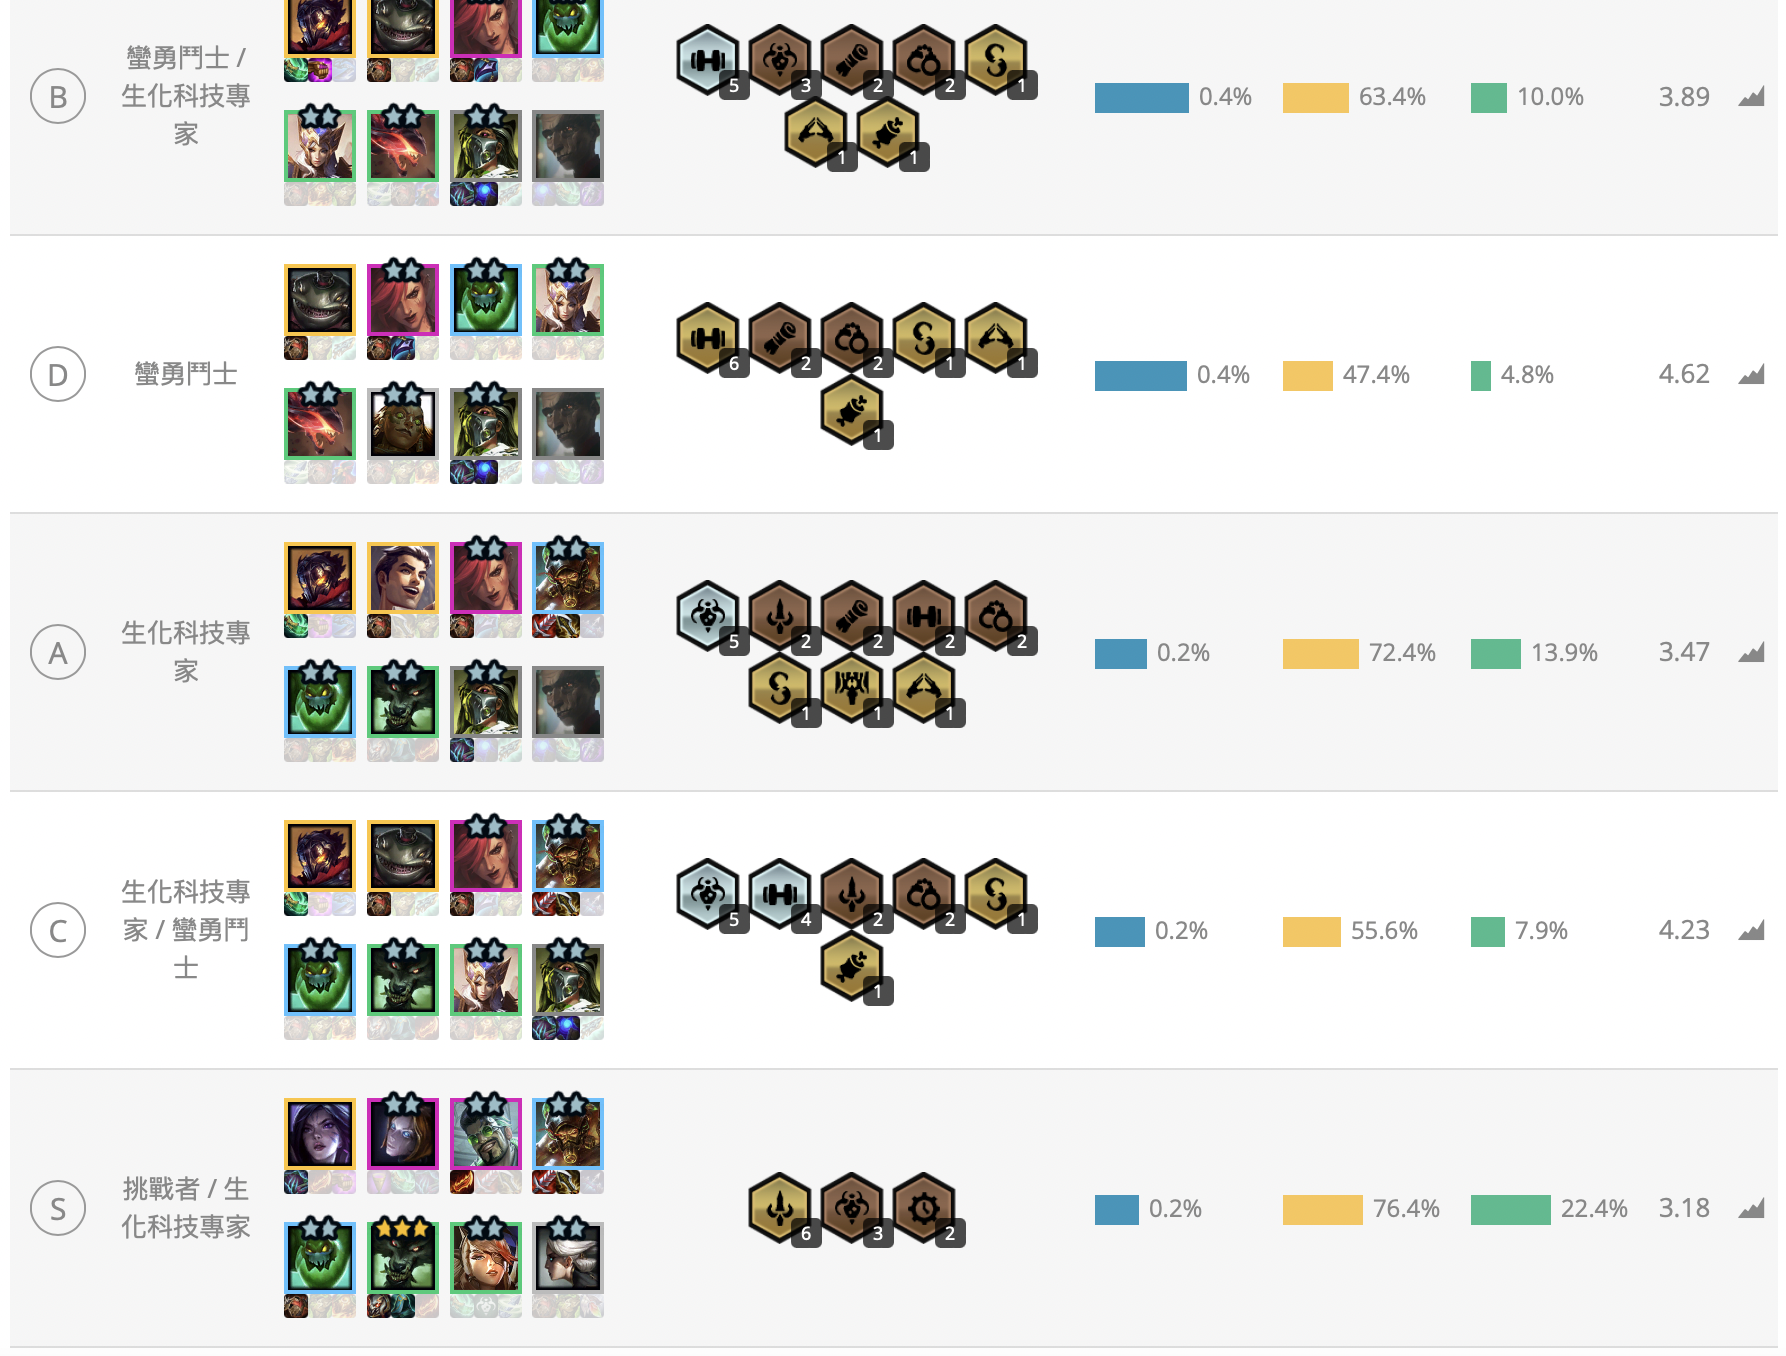 B
蠻勇鬥士 /
生化科技專
家
5 3 2 2 1
1 1
0.4% 63.4% 10.0% 3.89
D
蠻勇鬥士
6 2 2 1 1
1
0.4% 47.4% 4.8% 4.62
A
生化科技專
家
5 2 2 2 2
1 1 1
0.2% 72.4% 13.9% 3.47
C
生化科技專
家 / 蠻勇鬥
士
5 4 2 2 1
1
0.2% 55.6% 7.9% 4.23
S
挑戰者 / 生
化科技專家
6 3 2
0.2% 76.4% 22.4% 3.18